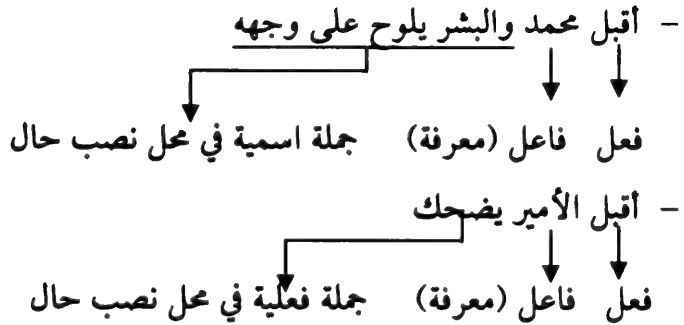 - أقبل محمد والبشر يلوح على وجهه
فعل فاعل (معرفة) جملة اسمية في محل نصب حال
- أقبل الأمير يضحك
فعل فاعل (معرفة) جملة فعلية في محل نصب حال